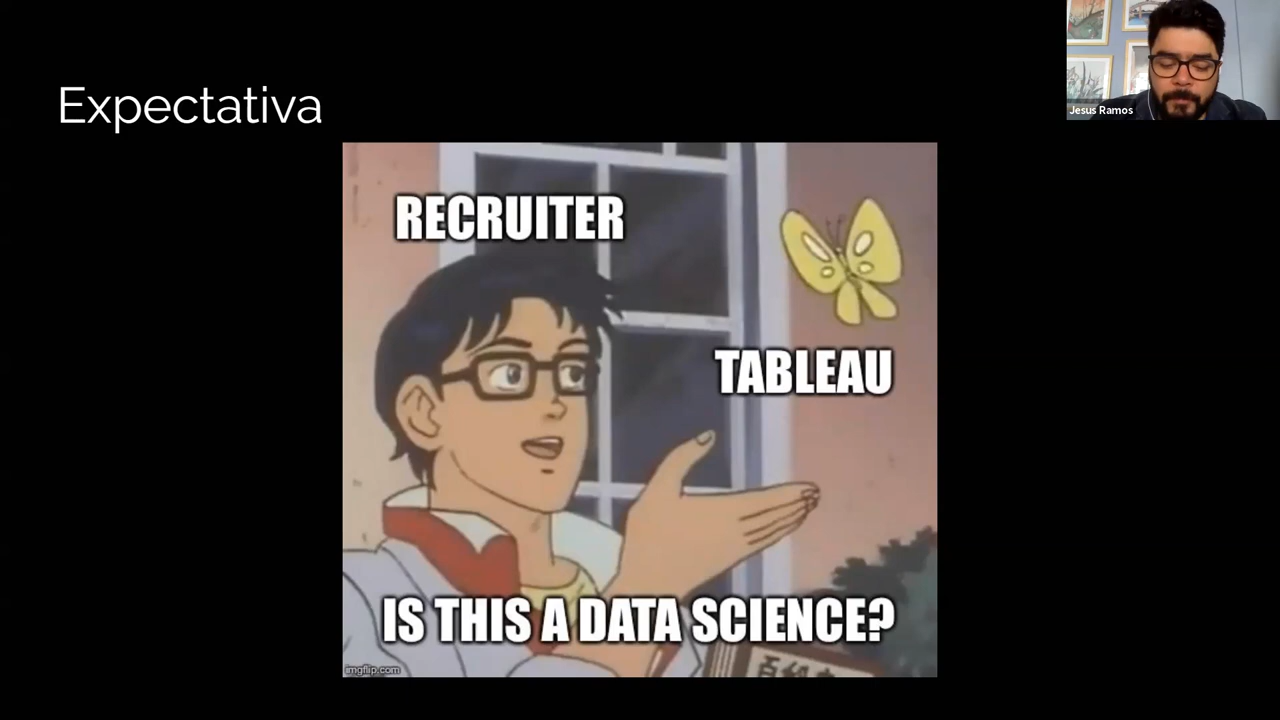 Expectativa
Jesus Ramos
RECRUITER
TABLEAU
IS THIS A DATA SCIENCE?
imgflip.com